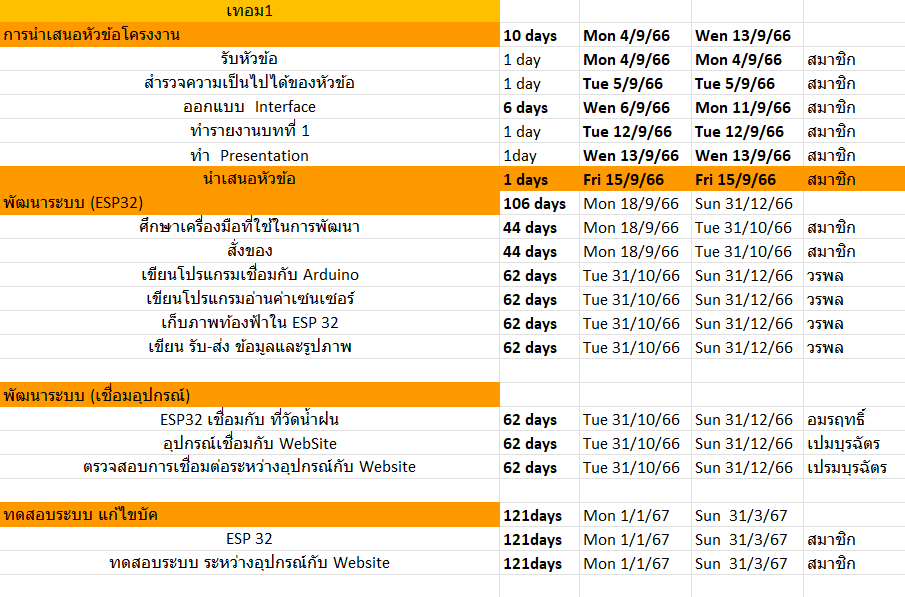 เทอม1
การนำเสนอหัวข้อโครงงาน 10 days Mon 4/9/66 Wen 13/9/66
รับหัวข้อ 1 day Mon 4/9/66 Mon 4/9/66 สมาชิก
สำรวจความเป็นไปได้ของหัวข้อ 1 day Tue 5/9/66 Tue 5/9/66 สมาชิก
ออกแบบ Interface 6 days Wen 6/9/66 Mon 11/9/66 สมาชิก
ทำรายงานบทที่ 1 1 day Tue 12/9/66 Tue 12/9/66 สมาชิก
ทำ Presentation 1day Wen 13/9/66 Wen 13/9/66 สมาชิก
นำเสนอหัวข้อ 1 days Fri 15/9/66 Fri 15/9/66 สมาชิก
พัฒนาระบบ (ESP32) 106 days Mon 18/9/66 Sun 31/12/66
ศึกษาเครื่องมือที่ใช้ในการพัฒนา 44 days Mon 18/9/66 Tue 31/10/66 สมาชิก
สั่งของ 44 days Mon 18/9/66 Tue 31/10/66 สมาชิก
เขียนโปรแกรมเชื่อมกับ Arduino 62 days Tue 31/10/66 Sun 31/12/66 วรพล
เขียนโปรแกรมอ่านค่าเซนเซอร์ 62 days Tue 31/10/66 Sun 31/12/66 วรพล
เก็บภาพท้องฟ้าใน ESP 32 62 days Tue 31/10/66 Sun 31/12/66 วรพล
เขียน รับ-ส่ง ข้อมูลและรูปภาพ 62 days Tue 31/10/66 Sun 31/12/66 วรพล
พัฒนาระบบ (เชื่อมอุปกรณ์)
ESP32 เชื่อมกับ ที่วัดน้ำฝน 62 days Tue 31/10/66 Sun 31/12/66 อมรฤทธิ์
อุปกรณ์เชื่อมกับ WebSite 62 days Tue 31/10/66 Sun 31/12/66 เปมบุรฉัตร
ตรวจสอบการเชื่อมต่อระหว่างอุปกรณ์กับ Website 62 days Tue 31/10/66 Sun 31/12/66 เปรมบุรฉัตร
ทดสอบระบบ แก้ไขบัค 121days Mon 1/1/67 Sun 31/3/67
ESP 32 121days Mon 1/1/67 Sun 31/3/67 สมาชิก
ทดสอบระบบ ระหว่างอุปกรณ์กับ Website 121days Mon 1/1/67 Sun 31/3/67 สมาชิก